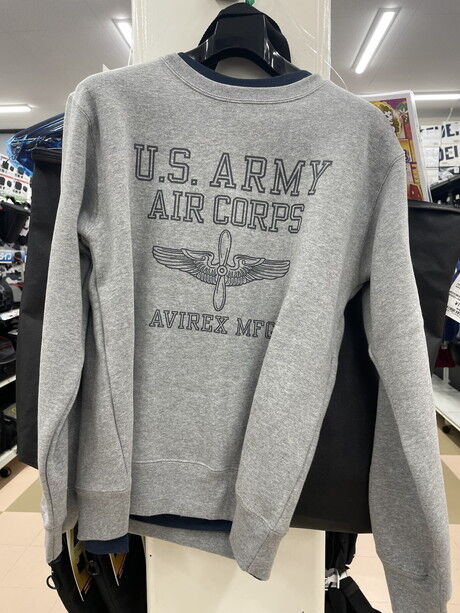 U.S. ARMY
AIR CORPS
AVIREX MFG